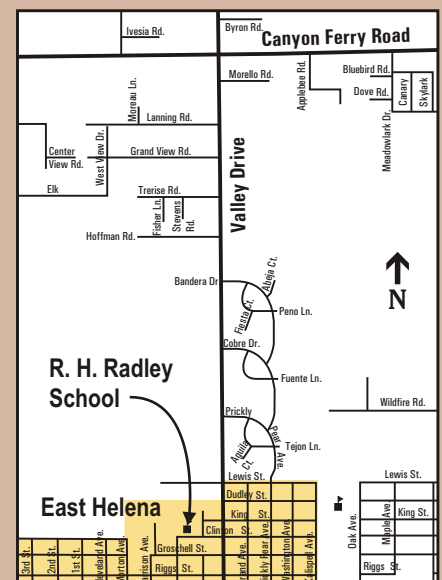 Ivesia Rd.
Byron Rd.
Canyon Ferry Road
Morello Rd.
Applebee Rd.
Bluebird Rd.
Dove Rd.
Canary
Skylark
Meadowlark Dr.
Moreau Ln.
Lanning Rd.
Center
View Rd.
West View Dr.
Grand View Rd.
Valley Drive
Elk
Trerise Rd.
Fisher Ln.
Stevens
Rd.
Hoffman Rd.
N
Bandera Dr
Abeja Ct.
Fiesta Ct.
Peno Ln.
Cobre Dr.
Fuente Ln.
R. H. Radley
School
Wildfire Rd.
Prickly
Pear
Ave.
Aquila
Ct.
Tejon Ln.
Lewis St.
Lewis St.
East Helena
Dudley St.
King St.
King St.
Clinton St.
Oak Ave.
Maple Ave.
Groschell St.
Riggs St.
Riggs St.
3rd St.
2nd St.
1st St.
Morton Ave.